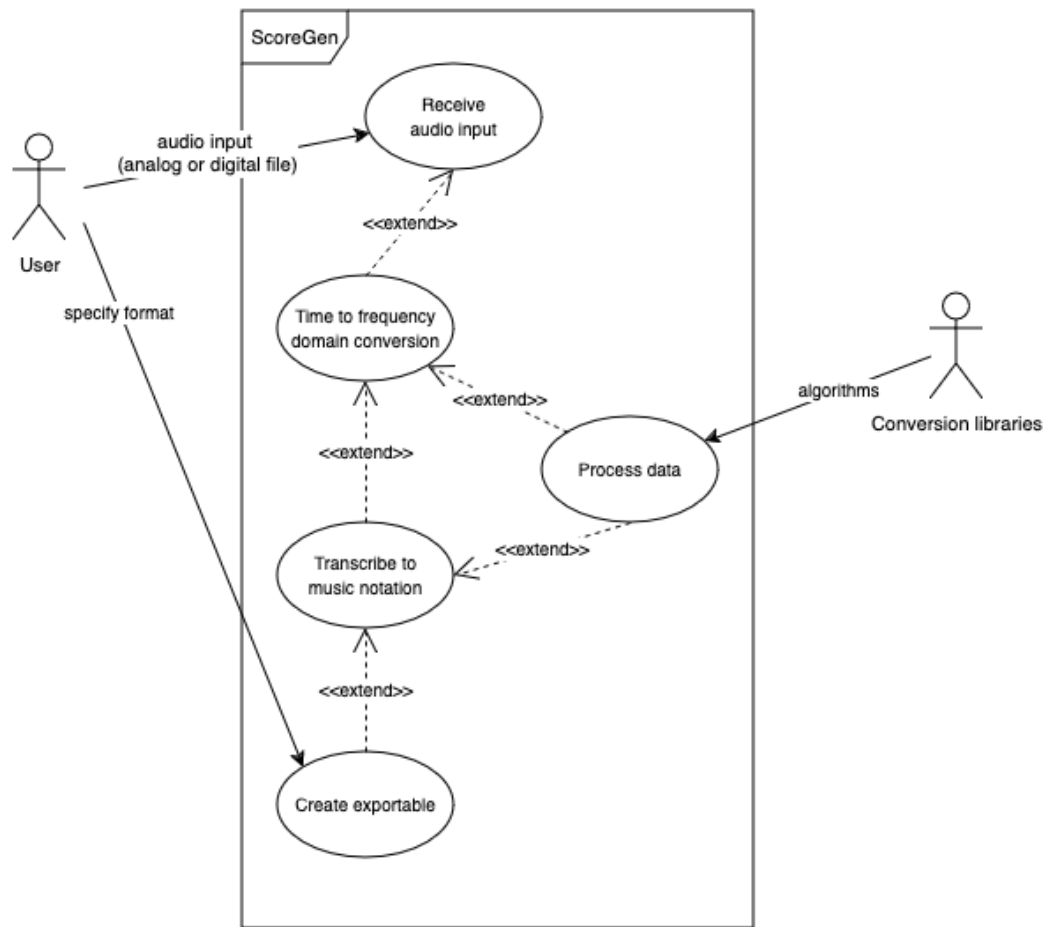 ScoreGen
Receive
audio input
audio input
(analog or digital file)
<<extend>>
User
specify format
Time to frequency
domain conversion
<<extend>>
algorithms
Conversion libraries
<<extend>>
Process data
<<extend>>
Transcribe to
music notation
<<extend>>
Create exportable